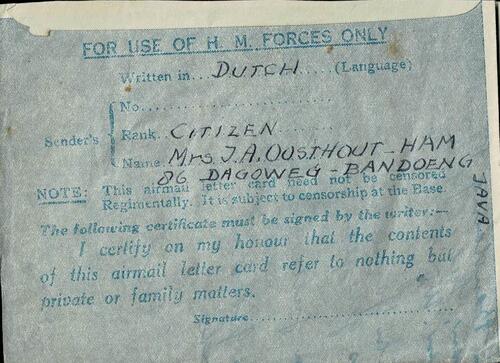 FOR USE OF H. M. FORCES ONLY
Written in... DUTCH .....(Language)
No.......................
Sender's Rank. CITIZEN
Name. Mrs. J. A. OOSTHOUT - HAM
86 DAGOWEG - BANDOENG
JAVA
NOTE: This airmail letter card need not be censored
Regimentally. It is subject to censorship at the Base.
The following certificate must be signed by the writer:—
I certify on my honour that the contents
of this airmail letter card refer to nothing but
private or family matters.
Signature..............................